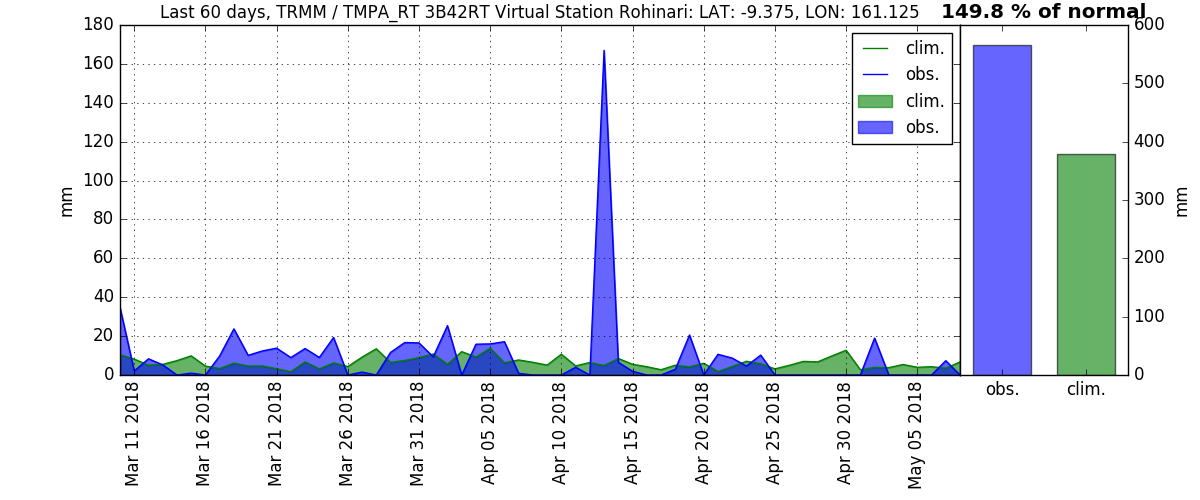 Last 60 days, TRMM / TMPA_RT 3B42RT Virtual Station Rohinari: LAT: -9.375, LON: 161.125
149.8 % of normal
180
160
140
120
100
80
60
40
20
0
mm
clim.
obs.
clim.
obs.
600
500
400
300
200
100
0
mm
Mar 11 2018
Mar 16 2018
Mar 21 2018
Mar 26 2018
Mar 31 2018
Apr 05 2018
Apr 10 2018
Apr 15 2018
Apr 20 2018
Apr 25 2018
Apr 30 2018
May 05 2018
obs.
clim.